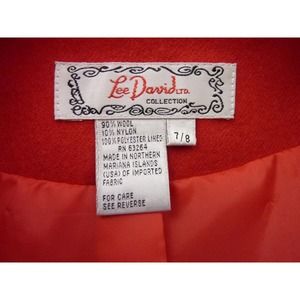 Lee David LTD.
COLLECTION
90% WOOL
10% NYLON
100% POLYESTER LINED
RN 63264
MADE IN NORTHERN
MARIANA ISLANDS
(USA) OF IMPORTED
FABRIC
FOR CARE
SEE REVERSE
7/8